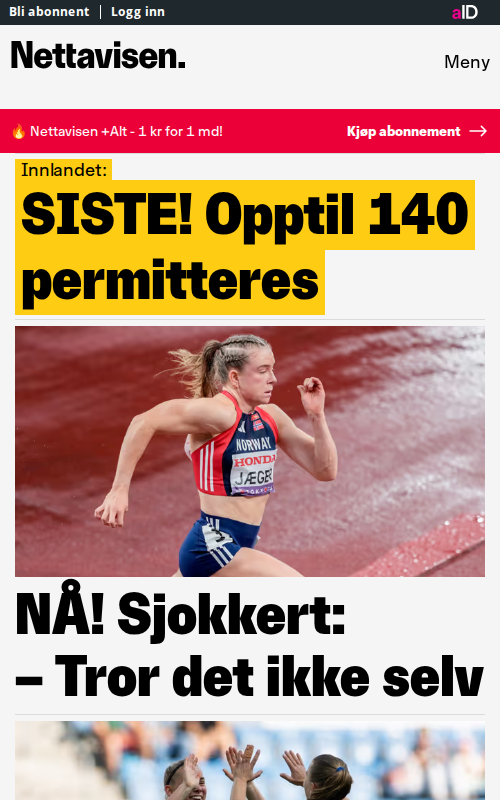 Bli abonnent | Logg inn
aID
Nettavisen.
Meny
🔥 Nettavisen +Alt - 1 kr for 1 md!
Kjøp abonnement →
Innlandet:
SISTE! Opptil 140
permitteres
NORWAY
HONDA
JÆGER
NÅ! Sjokkert:
– Tror det ikke selv